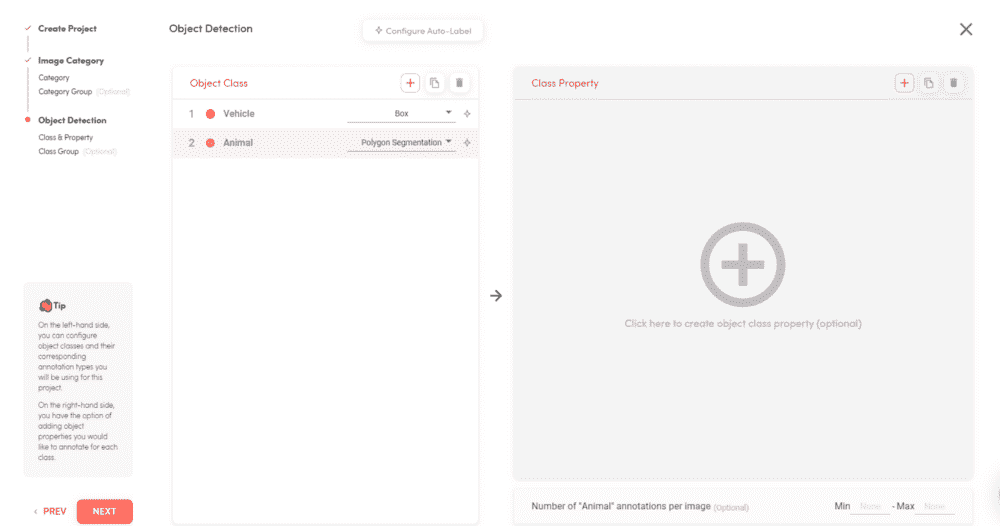 Create Project
Image Category
Category
Category Group (Optional)
Object Detection
Class & Property
Class Group (Optional)
Tip
On the left-hand side,
you can configure
object classes and their
corresponding
annotation types you
will be using for this
project.
On the right-hand side,
you have the option of
adding object
properties you would
like to annotate for each
class.
PREV NEXT
Object Detection
Configure Auto-Label
Object Class
1 Vehicle Box
2 Animal Polygon Segmentation
Class Property
Click here to create object class property (optional)
Number of "Animal" annotations per image (Optional) Min None - Max None